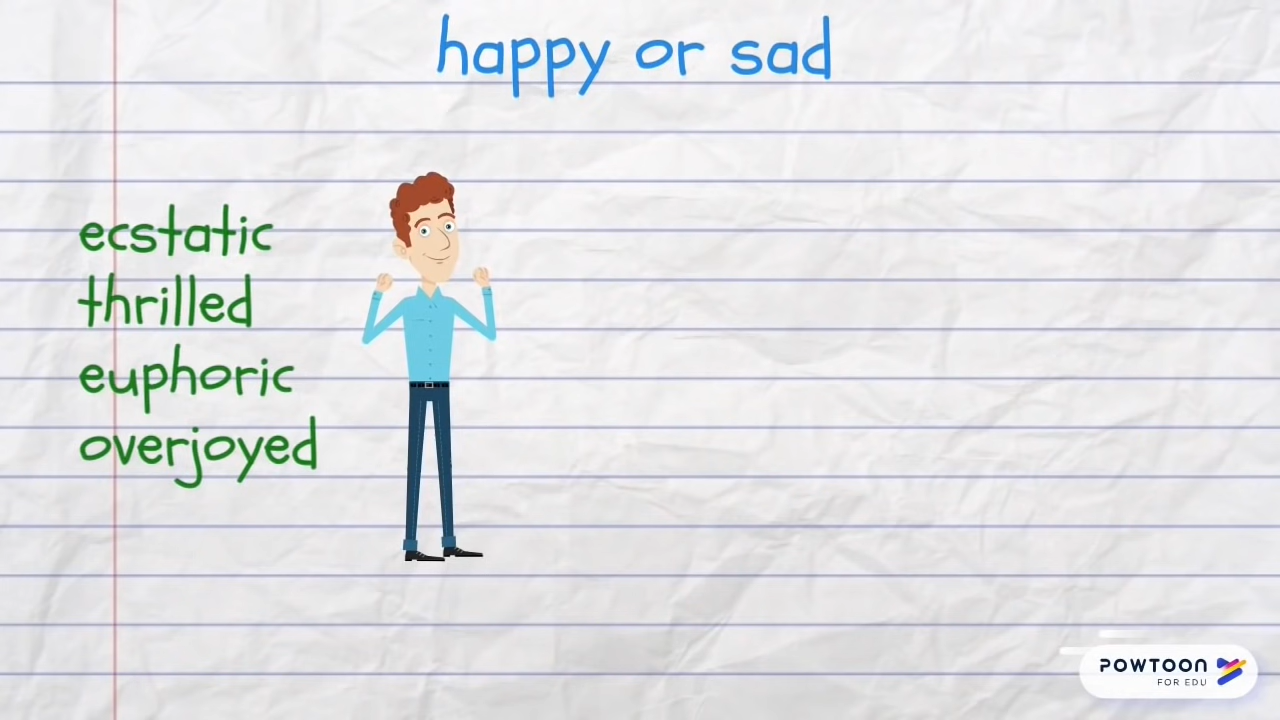 happy or sad
ecstatic
thrilled
euphoric
overjoyed
POWTOON
FOR EDU